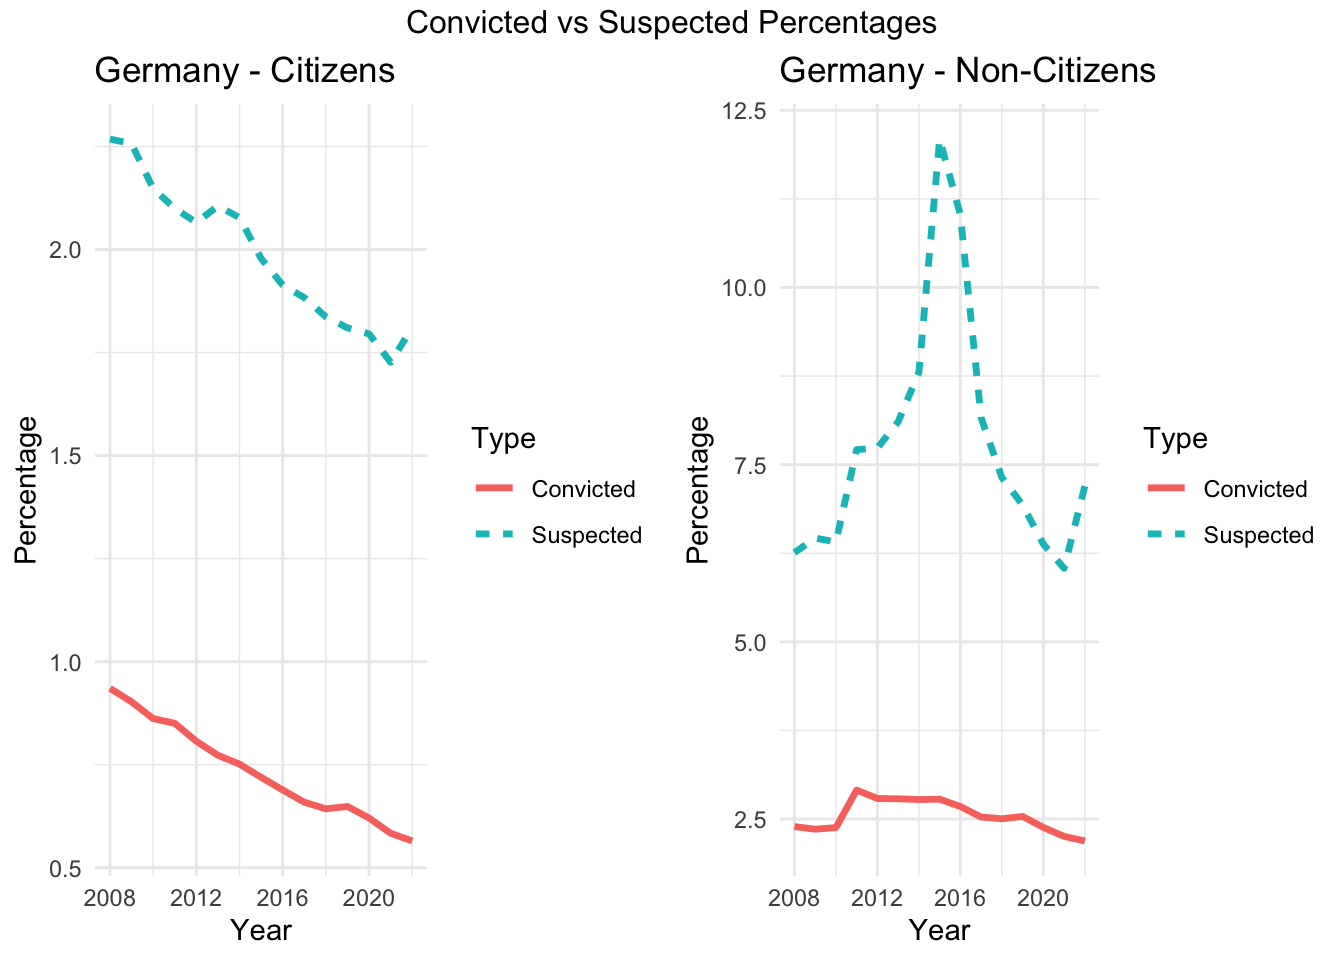 Convicted vs Suspected Percentages
Germany - Citizens
Percentage
2.0
1.5
1.0
0.5
2008 2012 2016 2020
Year
Type
Convicted
Suspected
Germany - Non-Citizens
Percentage
12.5
10.0
7.5
5.0
2.5
2008 2012 2016 2020
Year
Type
Convicted
Suspected